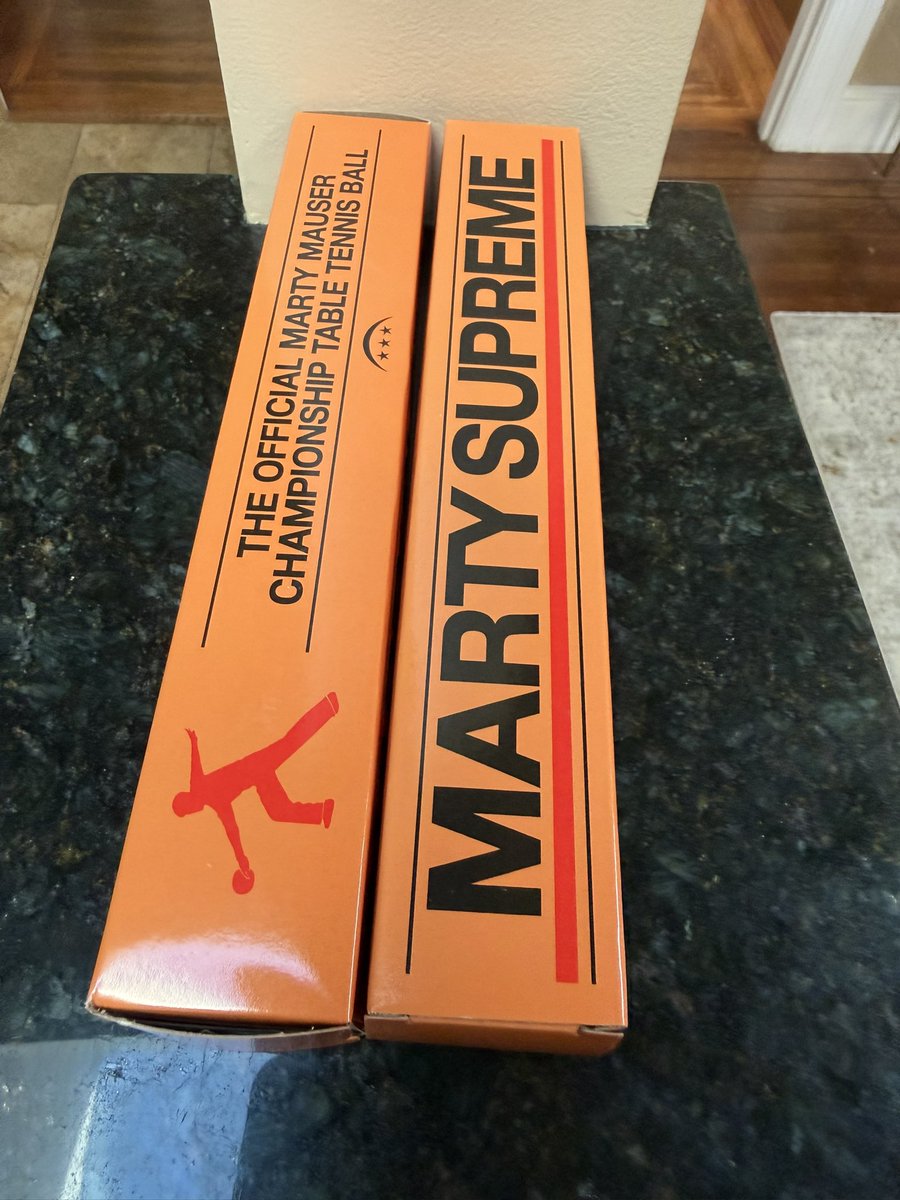 THE OFFICIAL MARTY MAUSER
CHAMPIONSHIP TABLE TENNIS BALL
MARTY SUPREME